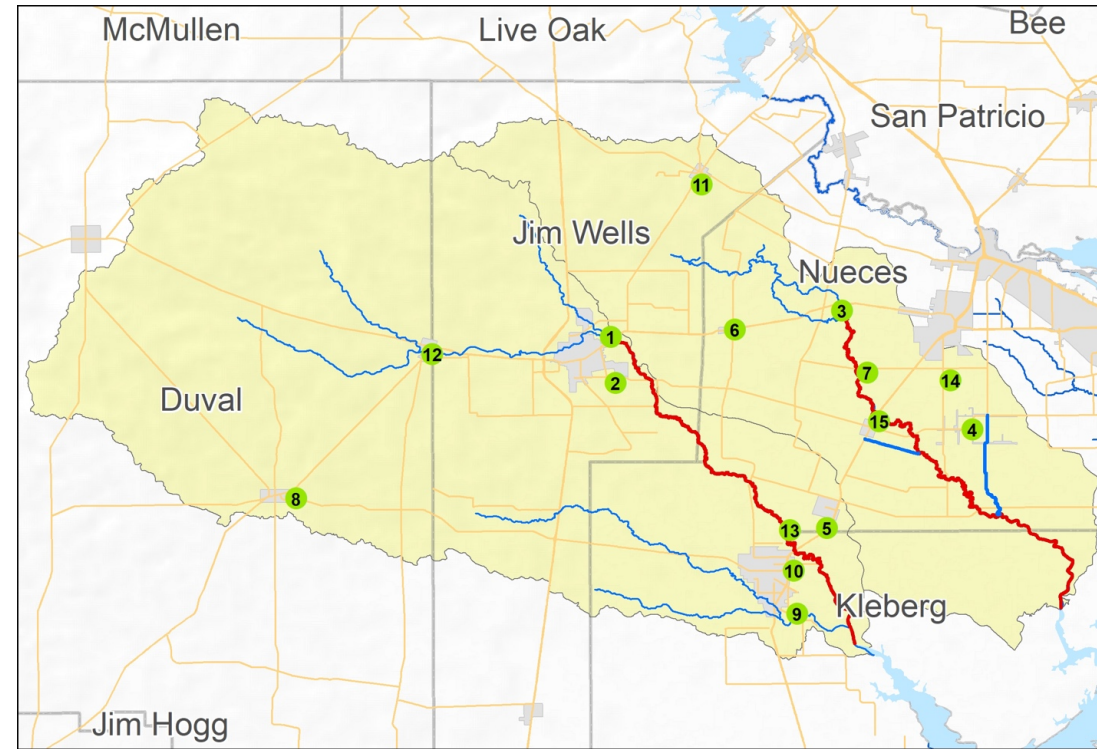 McMullen
Live Oak
Bee
San Patricio
11
Jim Wells
Nueces
3
6
1
12
7
14
2
Duval
15
4
8
13
5
10
Kleberg
9
Jim Hogg